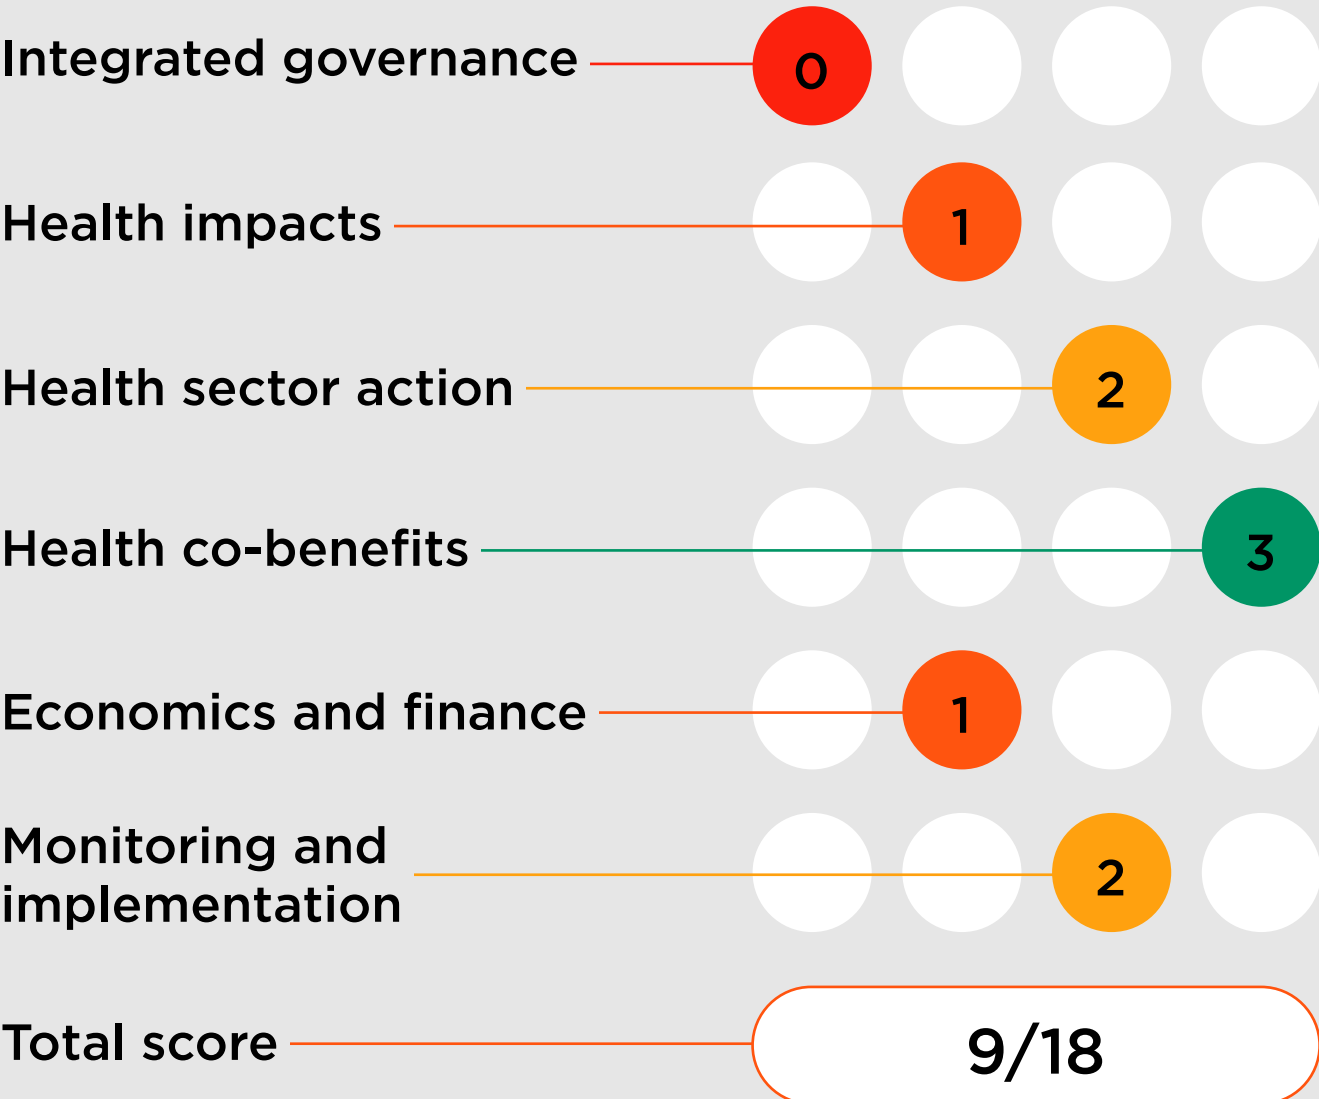 Integrated governance 0
Health impacts 1
Health sector action 2
Health co-benefits 3
Economics and finance 1
Monitoring and
implementation 2
Total score 9/18